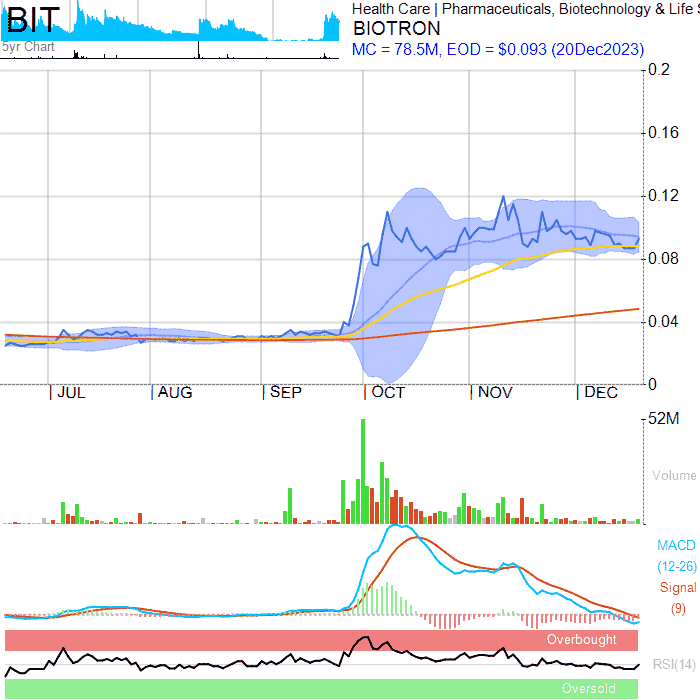 BIT
5yr Chart
Health Care | Pharmaceuticals, Biotechnology & Life S
BIOTRON
MC = 78.5M, EOD = $0.093 (20Dec2023)
0.2
0.16
0.12
0.08
0.04
0
JUL AUG SEP OCT NOV DEC
52M
Volume
MACD
(12-26)
Signal
(9)
Overbought
RSI(14)
Oversold